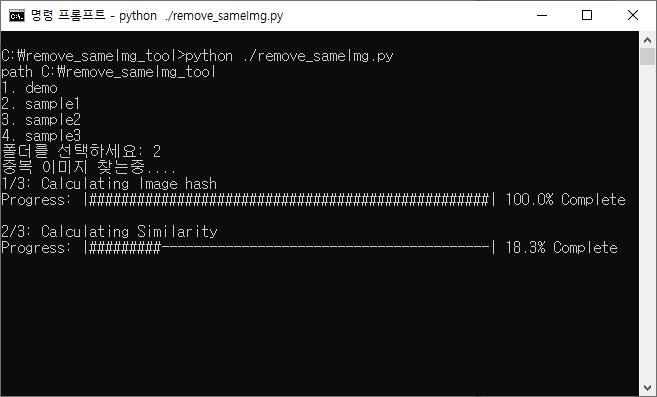 명령 프롬프트 - python ./remove_sameImg.py
C:\remove_sameImg_tool>python ./remove_sameImg.py
path C:\remove_sameImg_tool
1. demo
2. sample1
3. sample2
4. sample3
폴더를 선택하세요: 2
중복 이미지 찾는중....
1/3: Calculating Image hash
Progress: |##################################################| 100.0% Complete
2/3: Calculating Similarity
Progress: |#########-----------------------------------------| 18.3% Complete